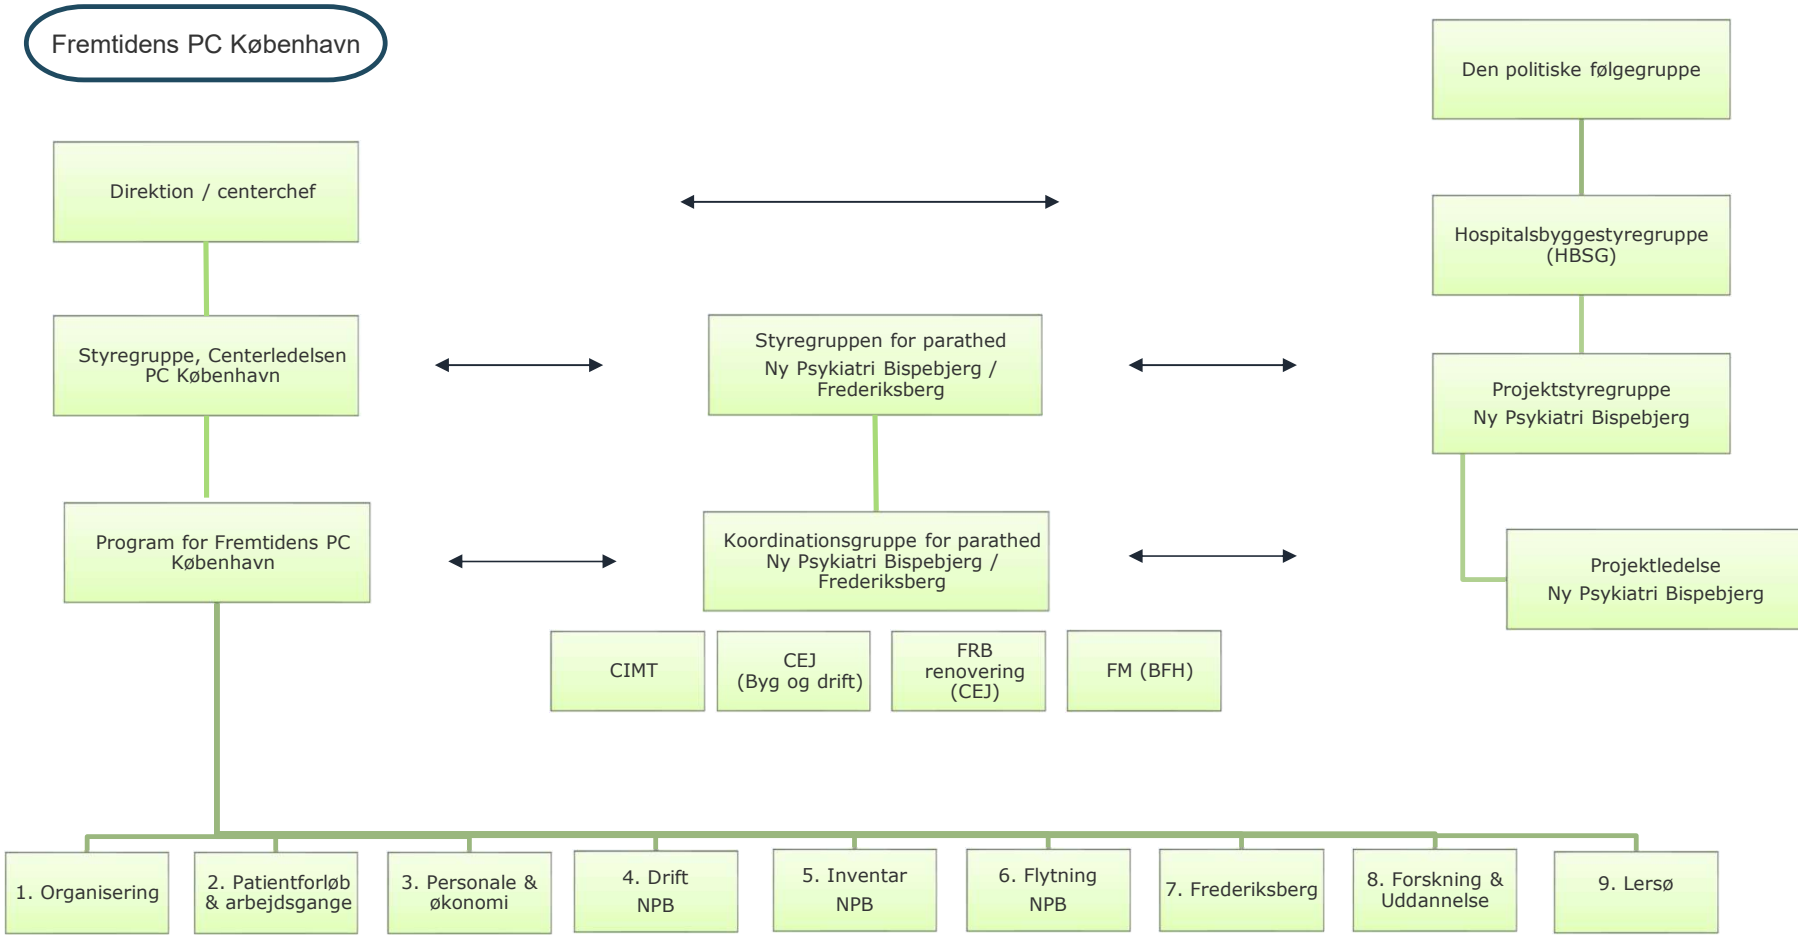 Fremtidens PC København
Den politiske følgegruppe
Direktion / centerchef
Hospitalsbyggestyregruppe
(HBSG)
Styregruppe, Centerledelsen
PC København
Styregruppen for parathed
Ny Psykiatri Bispebjerg /
Frederiksberg
Projektstyregruppe
Ny Psykiatri Bispebjerg
Program for Fremtidens PC
København
Koordinationsgruppe for parathed
Ny Psykiatri Bispebjerg /
Frederiksberg
Projektledelse
Ny Psykiatri Bispebjerg
CIMT
CEJ
(Byg og drift)
FRB
renovering
(CEJ)
FM (BFH)
1. Organisering
2. Patientforløb
& arbejdsgange
3. Personale &
økonomi
4. Drift
NPB
5. Inventar
NPB
6. Flytning
NPB
7. Frederiksberg
8. Forskning &
Uddannelse
9. Lersø